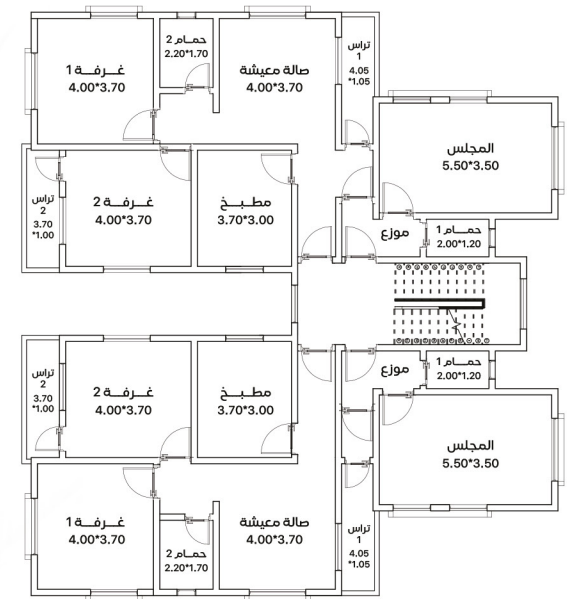 غرفة 1
4.00*3.70
حمام 2
2.20*1.70
صالة معيشة
4.00*3.70
تراس
1
4.05
*1.05
المجلس
5.50*3.50
تراس
2
3.70
*1.00
غرفة 2
4.00*3.70
مطبخ
3.70*3.00
موزع
حمام 1
2.00*1.20
تراس
2
3.70
*1.00
غرفة 2
4.00*3.70
مطبخ
3.70*3.00
موزع
حمام 1
2.00*1.20
المجلس
5.50*3.50
غرفة 1
4.00*3.70
حمام 2
2.20*1.70
صالة معيشة
4.00*3.70
تراس
1
4.05
*1.05